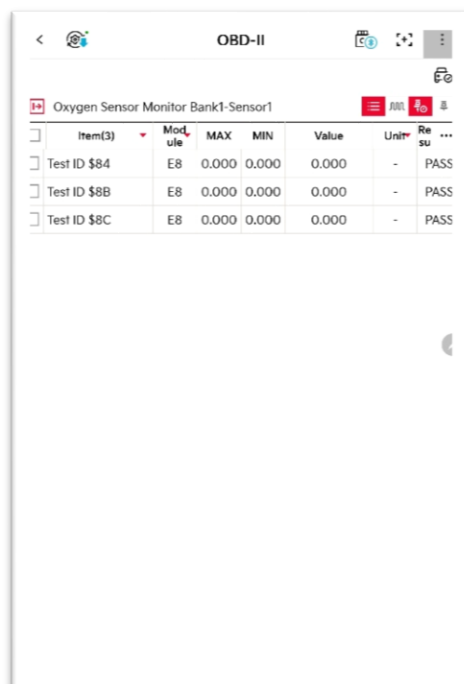 OBD-II
Oxygen Sensor Monitor Bank1-Sensor1
Item(3) Mod ule MAX MIN Value Unit Re su ...
Test ID $84 E8 0.000 0.000 0.000 - PASS
Test ID $8B E8 0.000 0.000 0.000 - PASS
Test ID $8C E8 0.000 0.000 0.000 - PASS